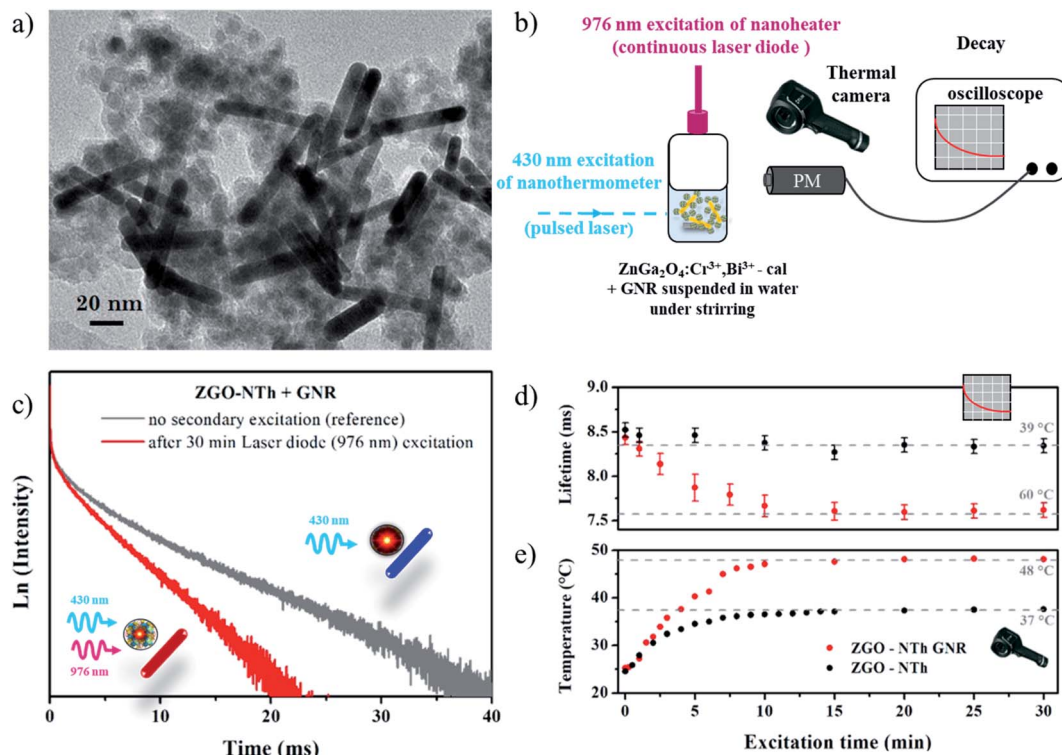 a)
20 nm
b)
976 nm excitation of nanoheater
(continuous laser diode )
430 nm excitation
of nanothermometer
(pulsed laser)
Thermal
camera
Decay
oscilloscope
PM
ZnGa₂O₄:Cr³⁺,Bi³⁺ - cal
+ GNR suspended in water
under strirring
c)
ZGO-NTh + GNR
no secondary excitation (reference)
after 30 min Laser diode (976 nm) excitation
430 nm
430 nm
976 nm
Ln (Intensity)
0 10 20 30 40
Time (ms)
d)
Lifetime (ms)
9.0
8.5
8.0
7.5
39 °C
60 °C
e)
Temperature (°C)
50
40
30
20
48 °C
37 °C
ZGO - NTh GNR
ZGO - NTh
0 5 10 15 20 25 30
Excitation time (min)